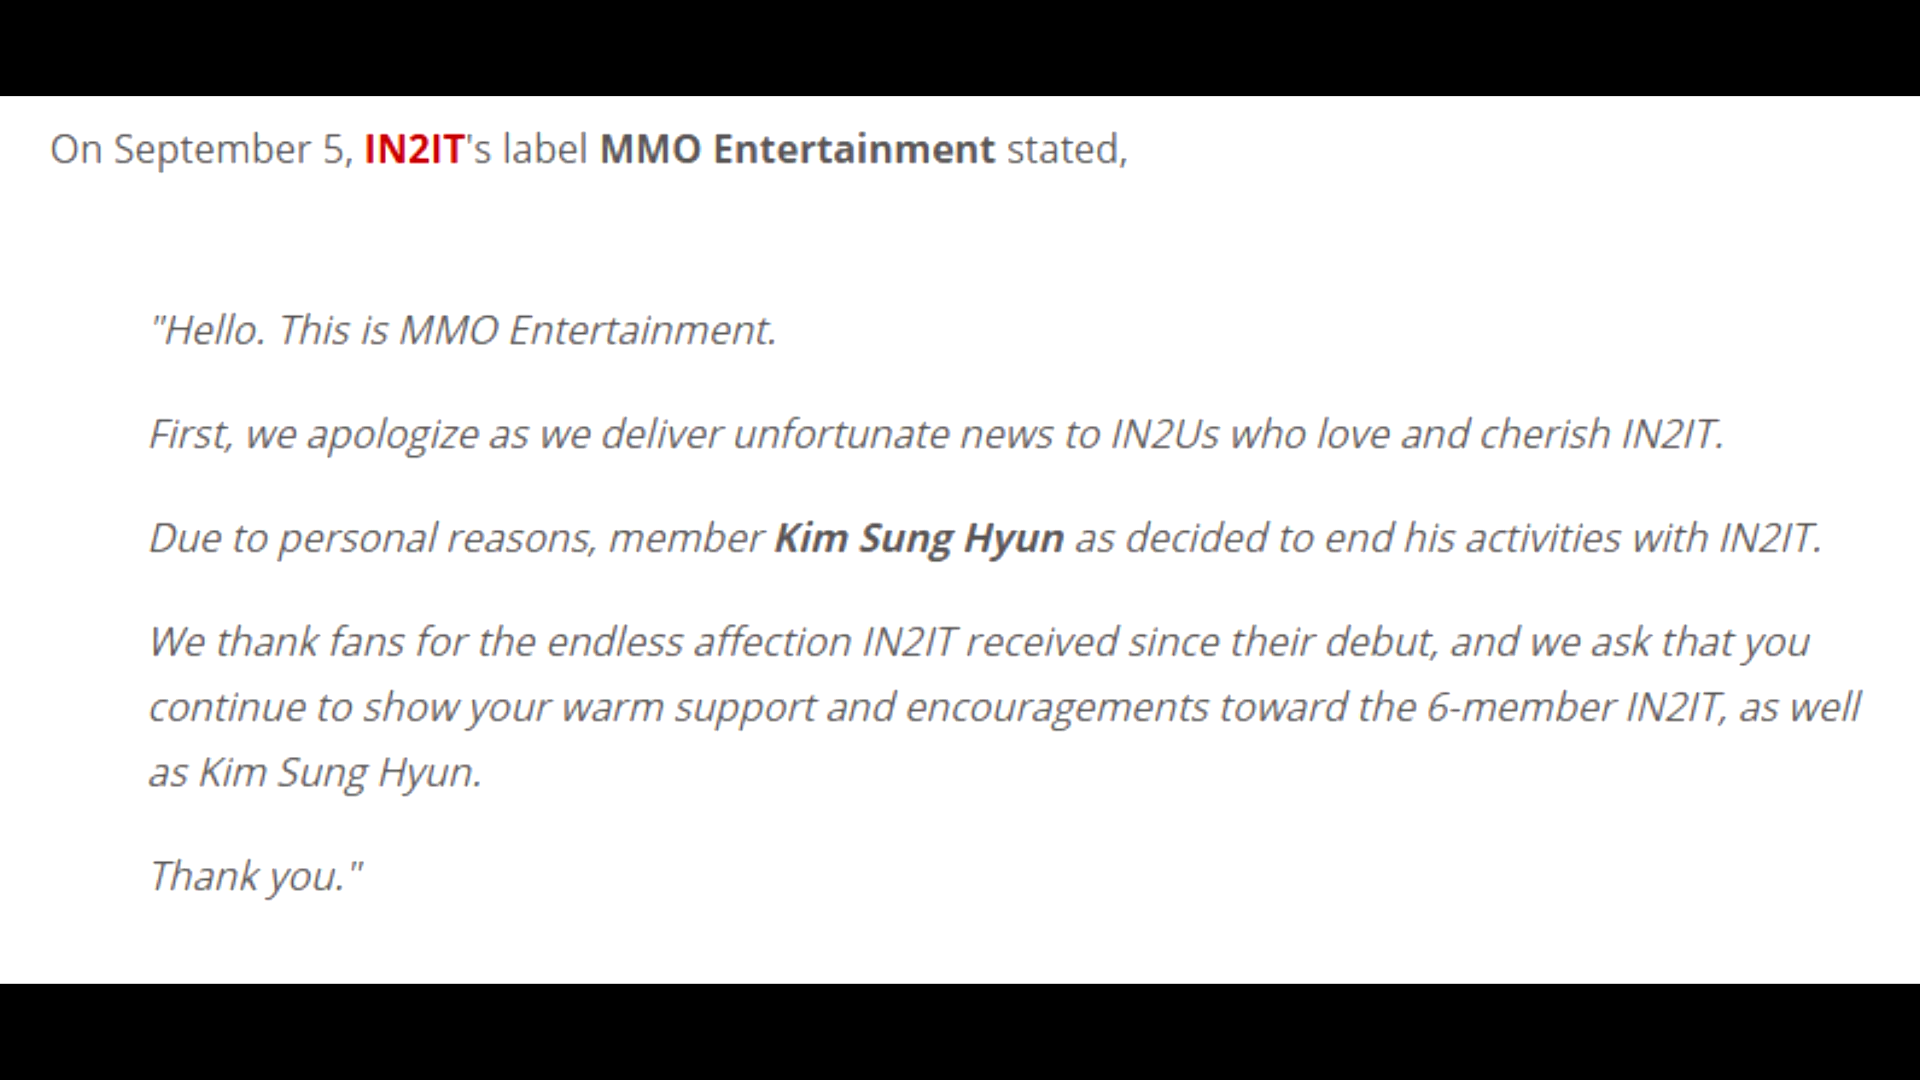 On September 5, IN2IT's label MMO Entertainment stated,
"Hello. This is MMO Entertainment.
First, we apologize as we deliver unfortunate news to IN2Us who love and cherish IN2IT.
Due to personal reasons, member Kim Sung Hyun as decided to end his activities with IN2IT.
We thank fans for the endless affection IN2IT received since their debut, and we ask that you
continue to show your warm support and encouragements toward the 6-member IN2IT, as well
as Kim Sung Hyun.
Thank you."